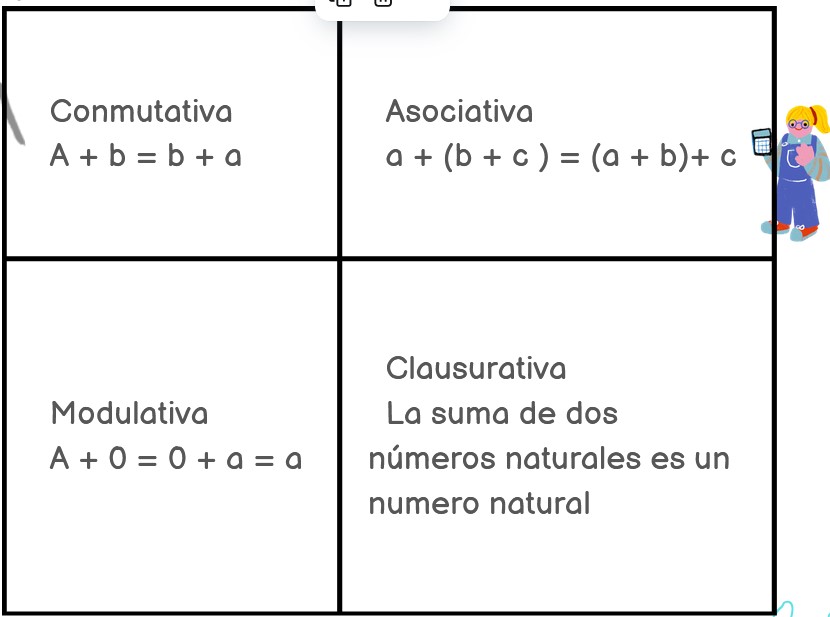 Conmutativa
A + b = b + a
Asociativa
a + (b + c ) = (a + b)+ c
Modulativa
A + 0 = 0 + a = a
Clausurativa
La suma de dos
números naturales es un
numero natural